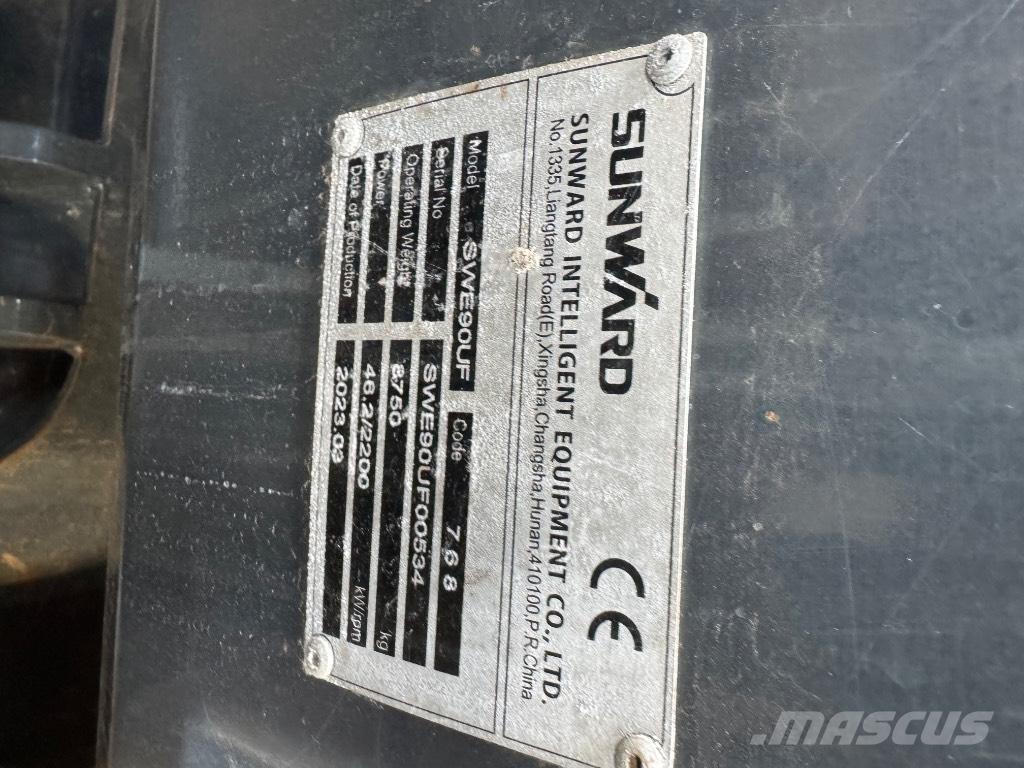 SUNWARD CE
SUNWARD INTELLIGENT EQUIPMENT CO.,LTD.
No.1335,Liangtang Road(E),Xingsha,Changsha,Hunan,410100,P.R.China
Model SWE90UF Code 7.6 8
Serial No SWE90UF00534
Operating Weight 8750 kg
Power 46.2/2200 kW/rpm
Date of Production 2023.03
MASCUS